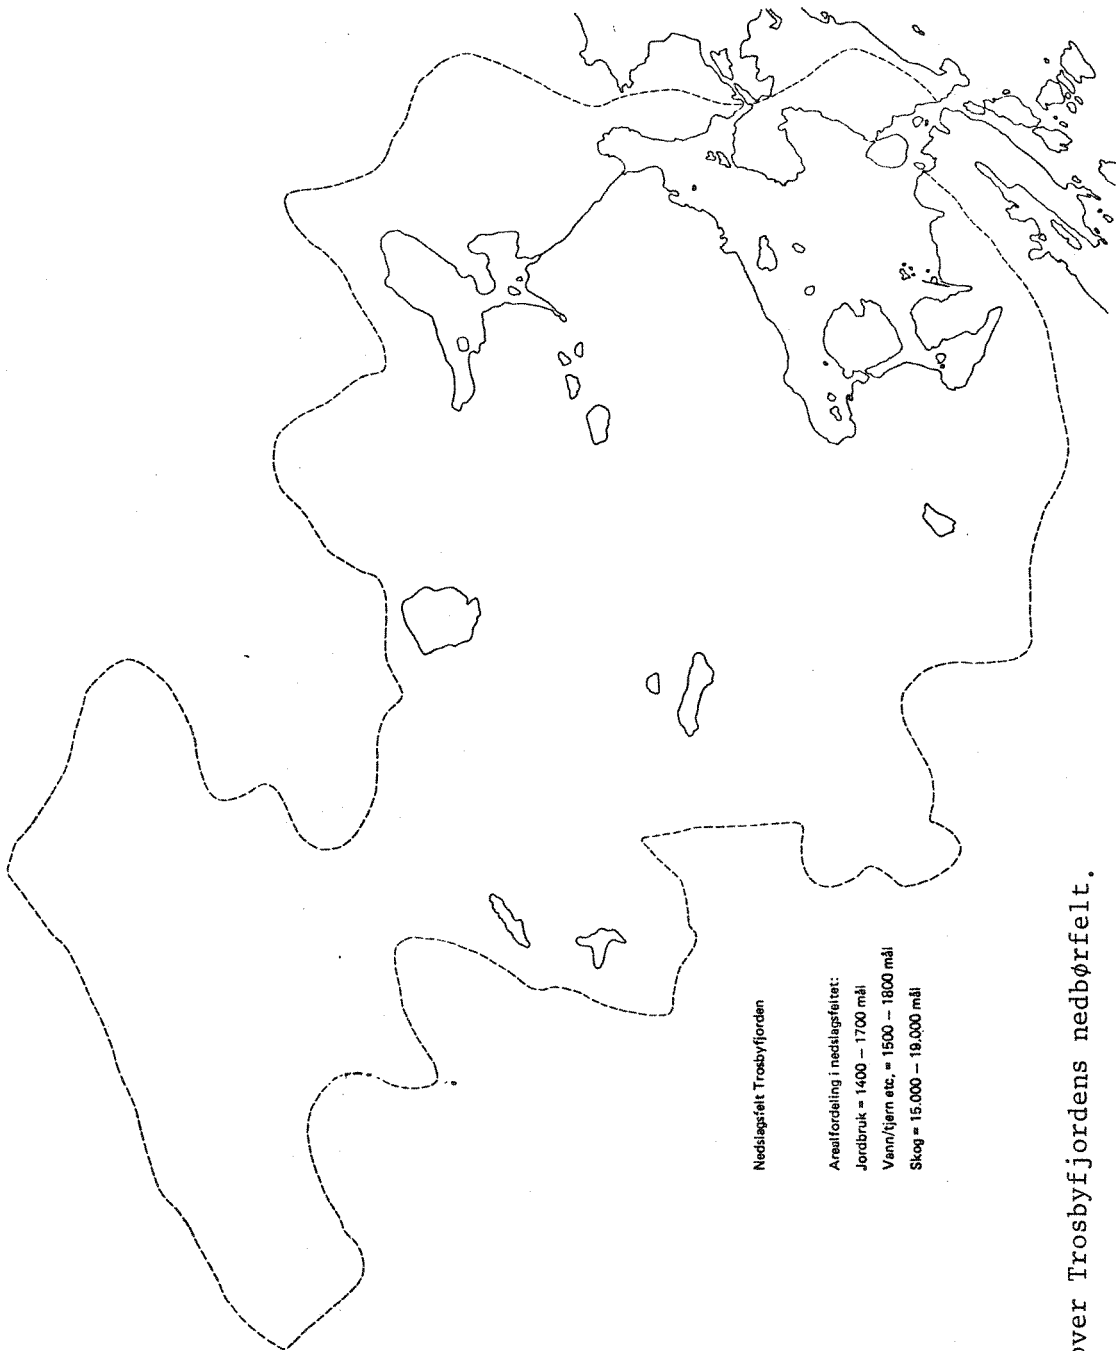 Nedslagsfelt Trosbyfjorden
Arealfordeling i nedslagsfeltet:
Jordbruk = 1400 – 1700 mål
Vann/tjern etc. = 1500 – 1800 mål
Skog = 15.000 – 19.000 mål
over Trosbyfjordens nedbørfelt.